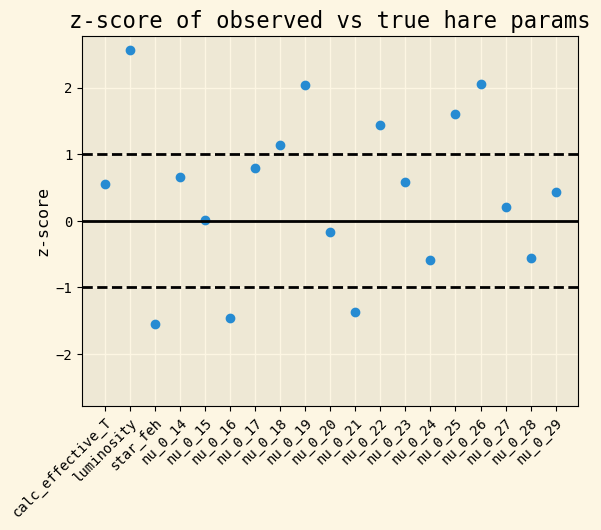 z-score of observed vs true hare params
z-score
2
1
0
−1
−2
calc_effective_T
luminosity
star_feh
nu_0_14
nu_0_15
nu_0_16
nu_0_17
nu_0_18
nu_0_19
nu_0_20
nu_0_21
nu_0_22
nu_0_23
nu_0_24
nu_0_25
nu_0_26
nu_0_27
nu_0_28
nu_0_29